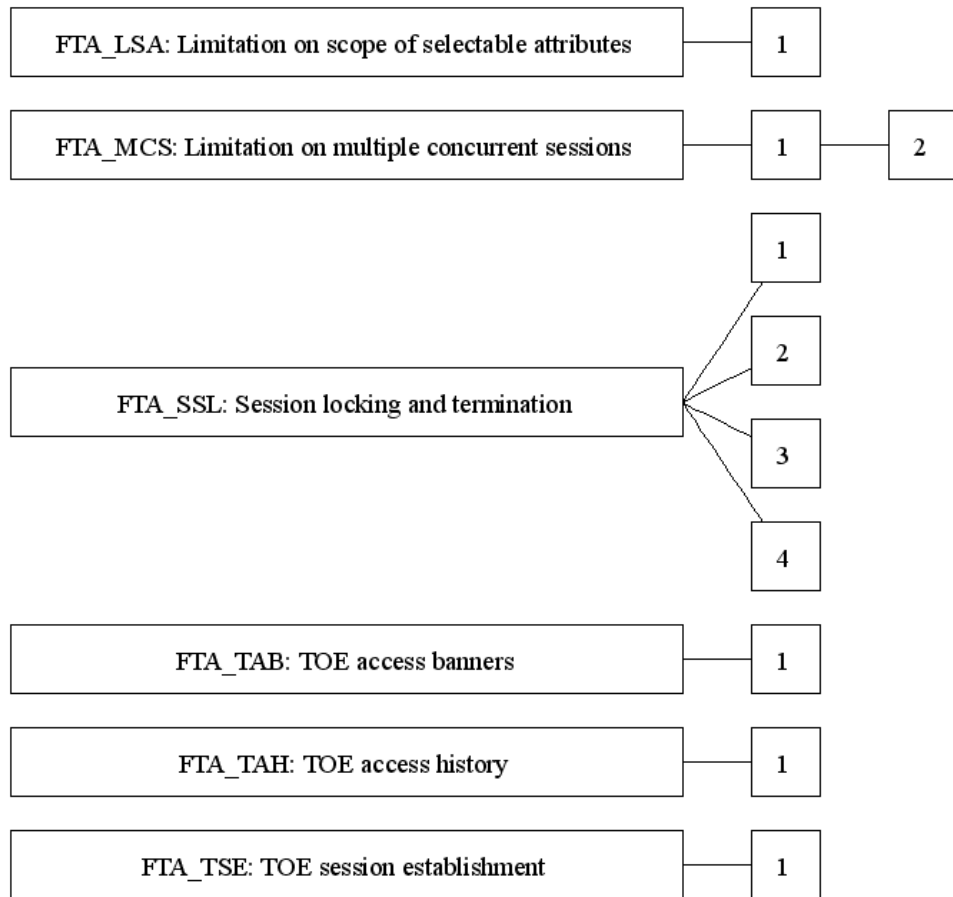 FTA_LSA: Limitation on scope of selectable attributes 1
FTA_MCS: Limitation on multiple concurrent sessions 1 2
1
2
FTA_SSL: Session locking and termination
3
4
FTA_TAB: TOE access banners 1
FTA_TAH: TOE access history 1
FTA_TSE: TOE session establishment 1